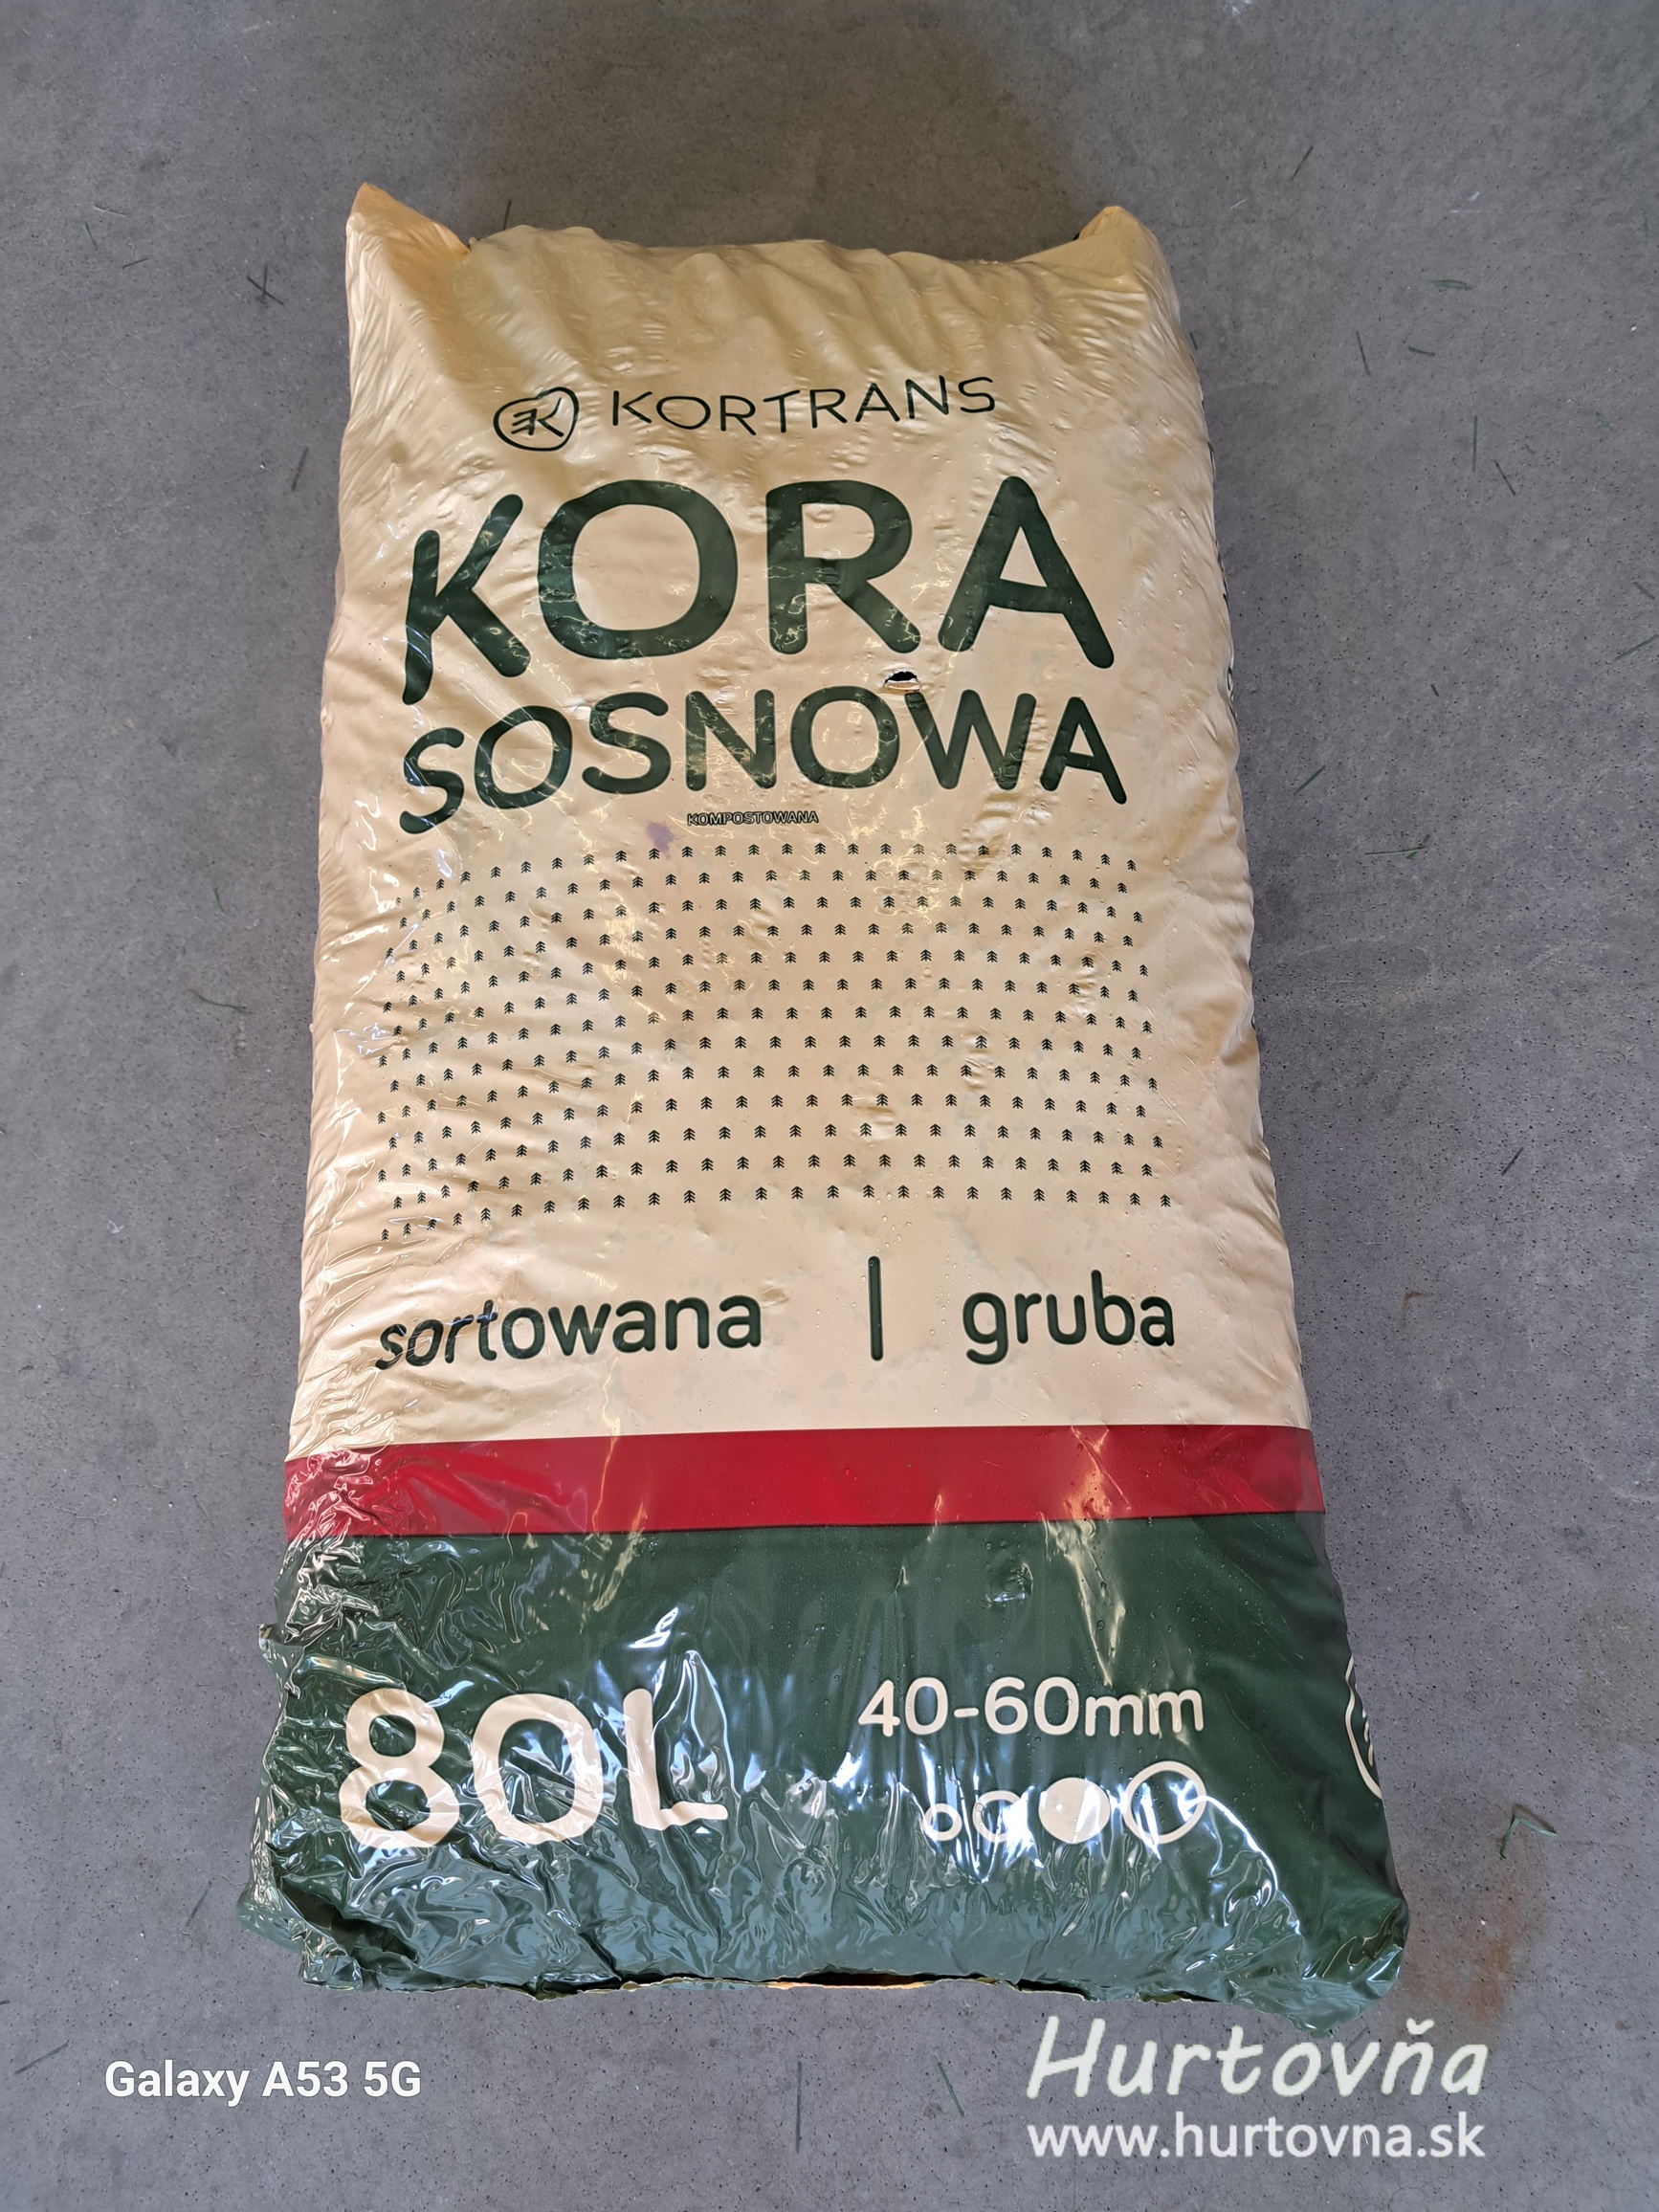 KORTRANS
KORA
SOSNOWA
KOMPOSTOWANA
sortowana | gruba
80L
40-60mm
Galaxy A53 5G
Hurtovňa
www.hurtovna.sk